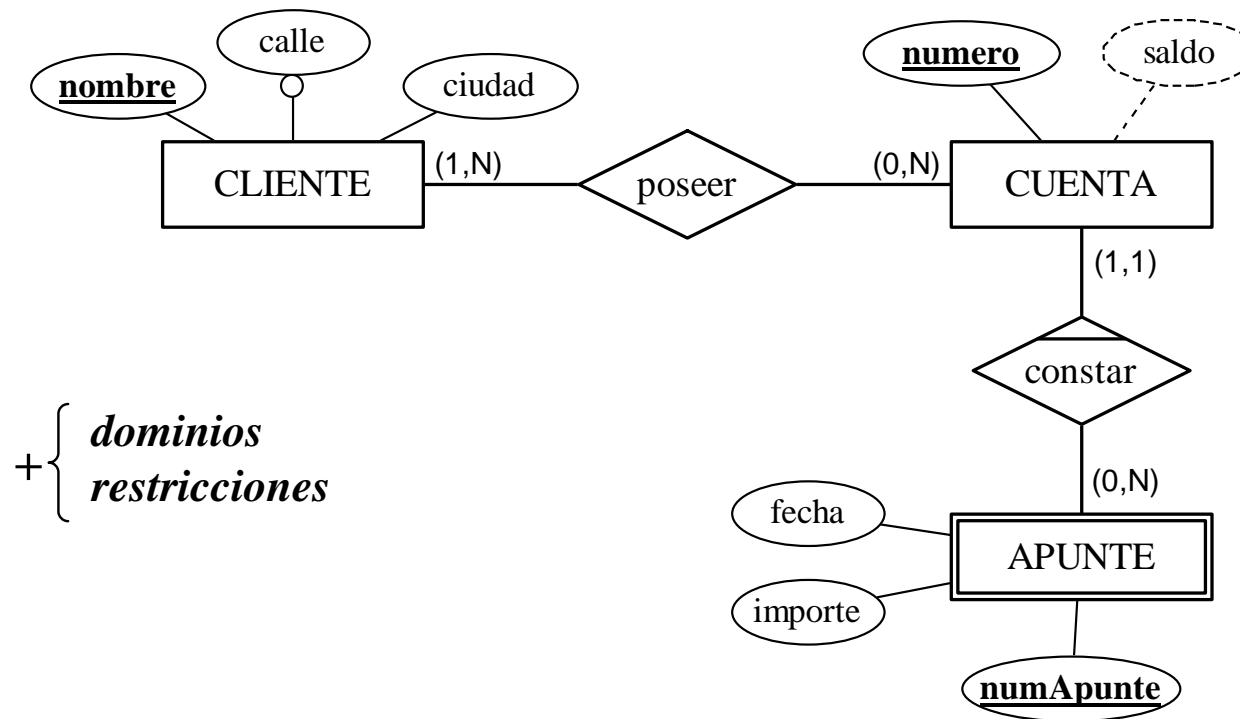 calle
nombre
ciudad
numero
saldo
CLIENTE
(1,N)
poseer
(0,N)
CUENTA
(1,1)
constar
+
dominios
restricciones
(0,N)
fecha
APUNTE
importe
numApunte